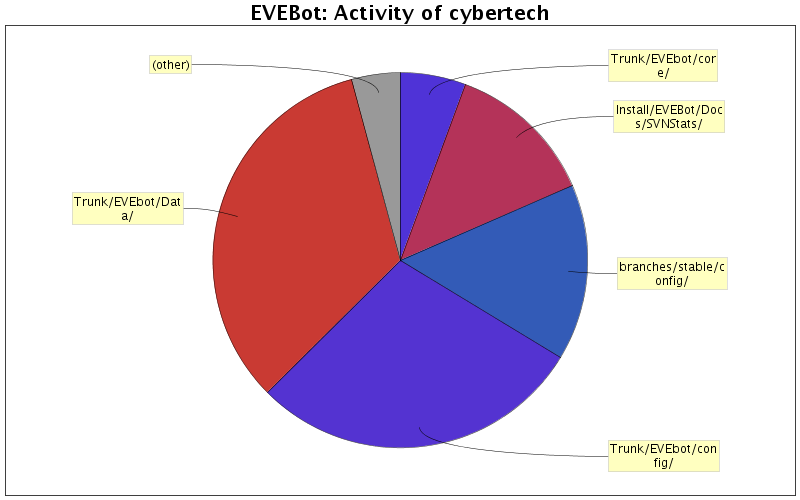 EVEBot: Activity of cybertech
(other)
Trunk/EVEbot/cor
e/
Install/EVEBot/Doc
s/SVNStats/
Trunk/EVEbot/Dat
a/
branches/stable/c
onfig/
Trunk/EVEbot/con
fig/